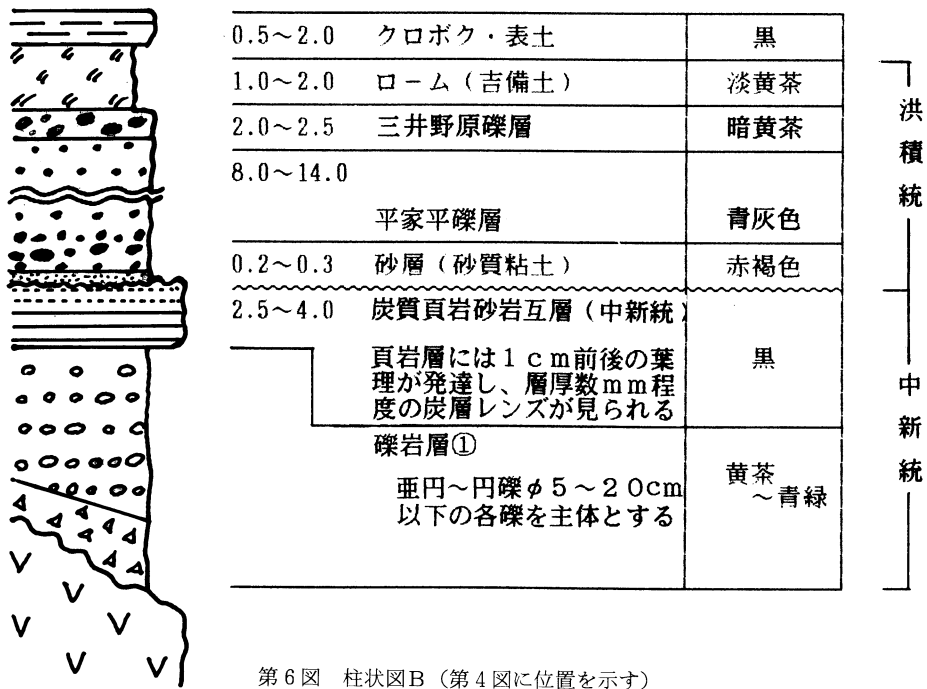 0.5～2.0 クロボク・表土 黒
1.0～2.0 ローム（吉備土） 淡黄茶
2.0～2.5 三井野原礫層 暗黄茶
8.0～14.0
平家平礫層 青灰色
0.2～0.3 砂層（砂質粘土） 赤褐色
2.5～4.0 炭質頁岩砂岩互層（中新統）
頁岩層には1cm前後の葉
理が発達し、層厚数mm程
度の炭層レンズが見られる
黒
礫岩層①
亜円～円礫φ5～20cm
以下の各礫を主体とする
黄茶
～青緑
洪積統
中新統
第6図 柱状図B（第4図に位置を示す）